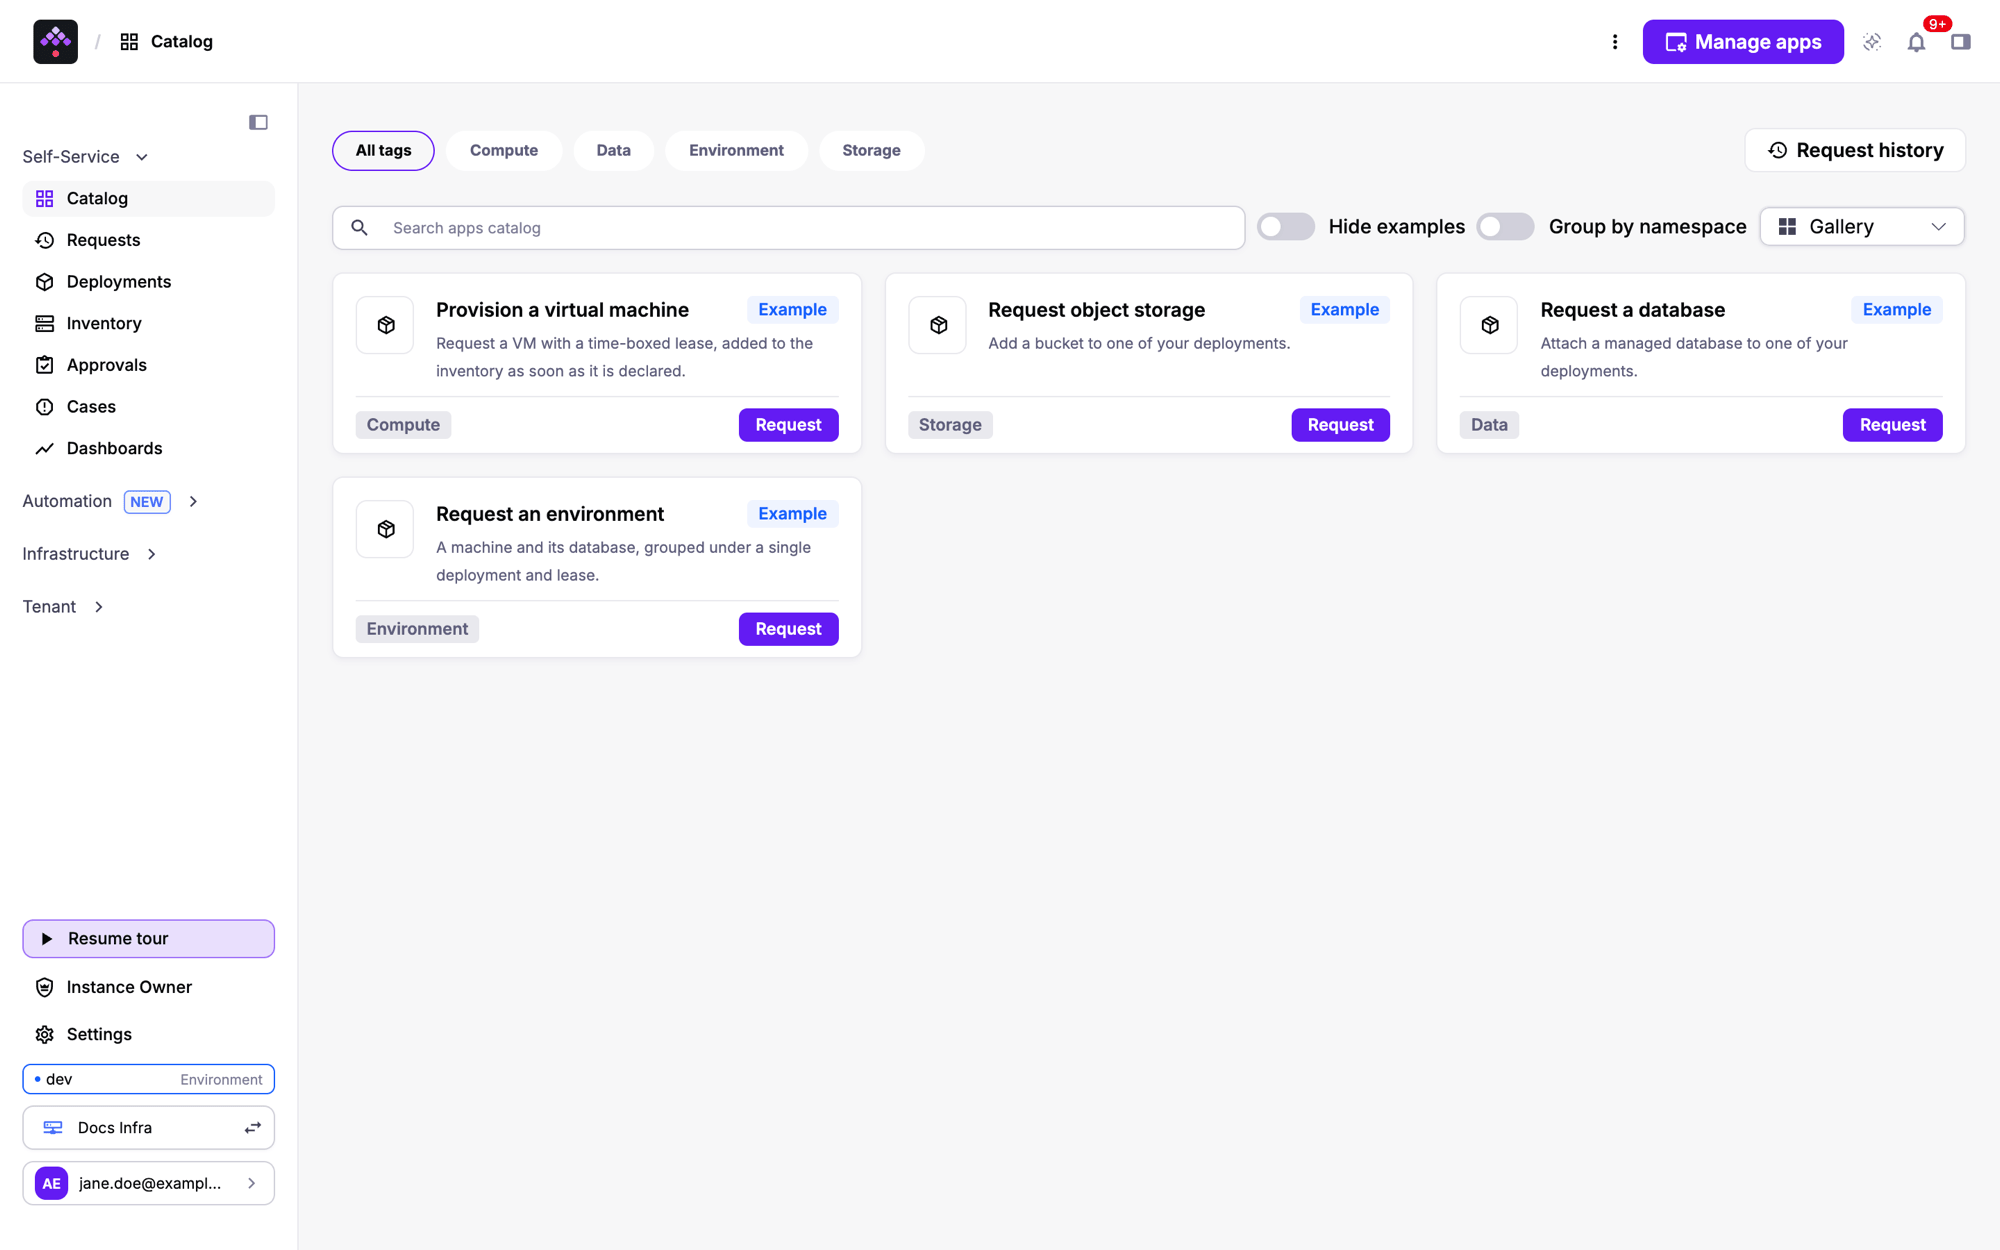 / Catalog
Manage apps
9+
Self-Service
Catalog
Requests
Deployments
Inventory
Approvals
Cases
Dashboards
Automation NEW
Infrastructure
Tenant
Resume tour
Instance Owner
Settings
dev Environment
Docs Infra
AE jane.doe@exampl...
All tags Compute Data Environment Storage
Request history
Search apps catalog
Hide examples
Group by namespace
Gallery
Provision a virtual machine Example
Request a VM with a time-boxed lease, added to the
inventory as soon as it is declared.
Compute Request
Request object storage Example
Add a bucket to one of your deployments.
Storage Request
Request a database Example
Attach a managed database to one of your
deployments.
Data Request
Request an environment Example
A machine and its database, grouped under a single
deployment and lease.
Environment Request